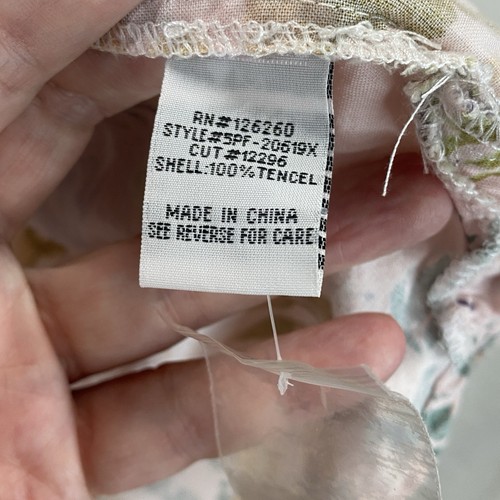 RN#126260
STYLE#5PF-20619X
CUT #12296
SHELL:100%TENCEL
MADE IN CHINA
SEE REVERSE FOR CARE